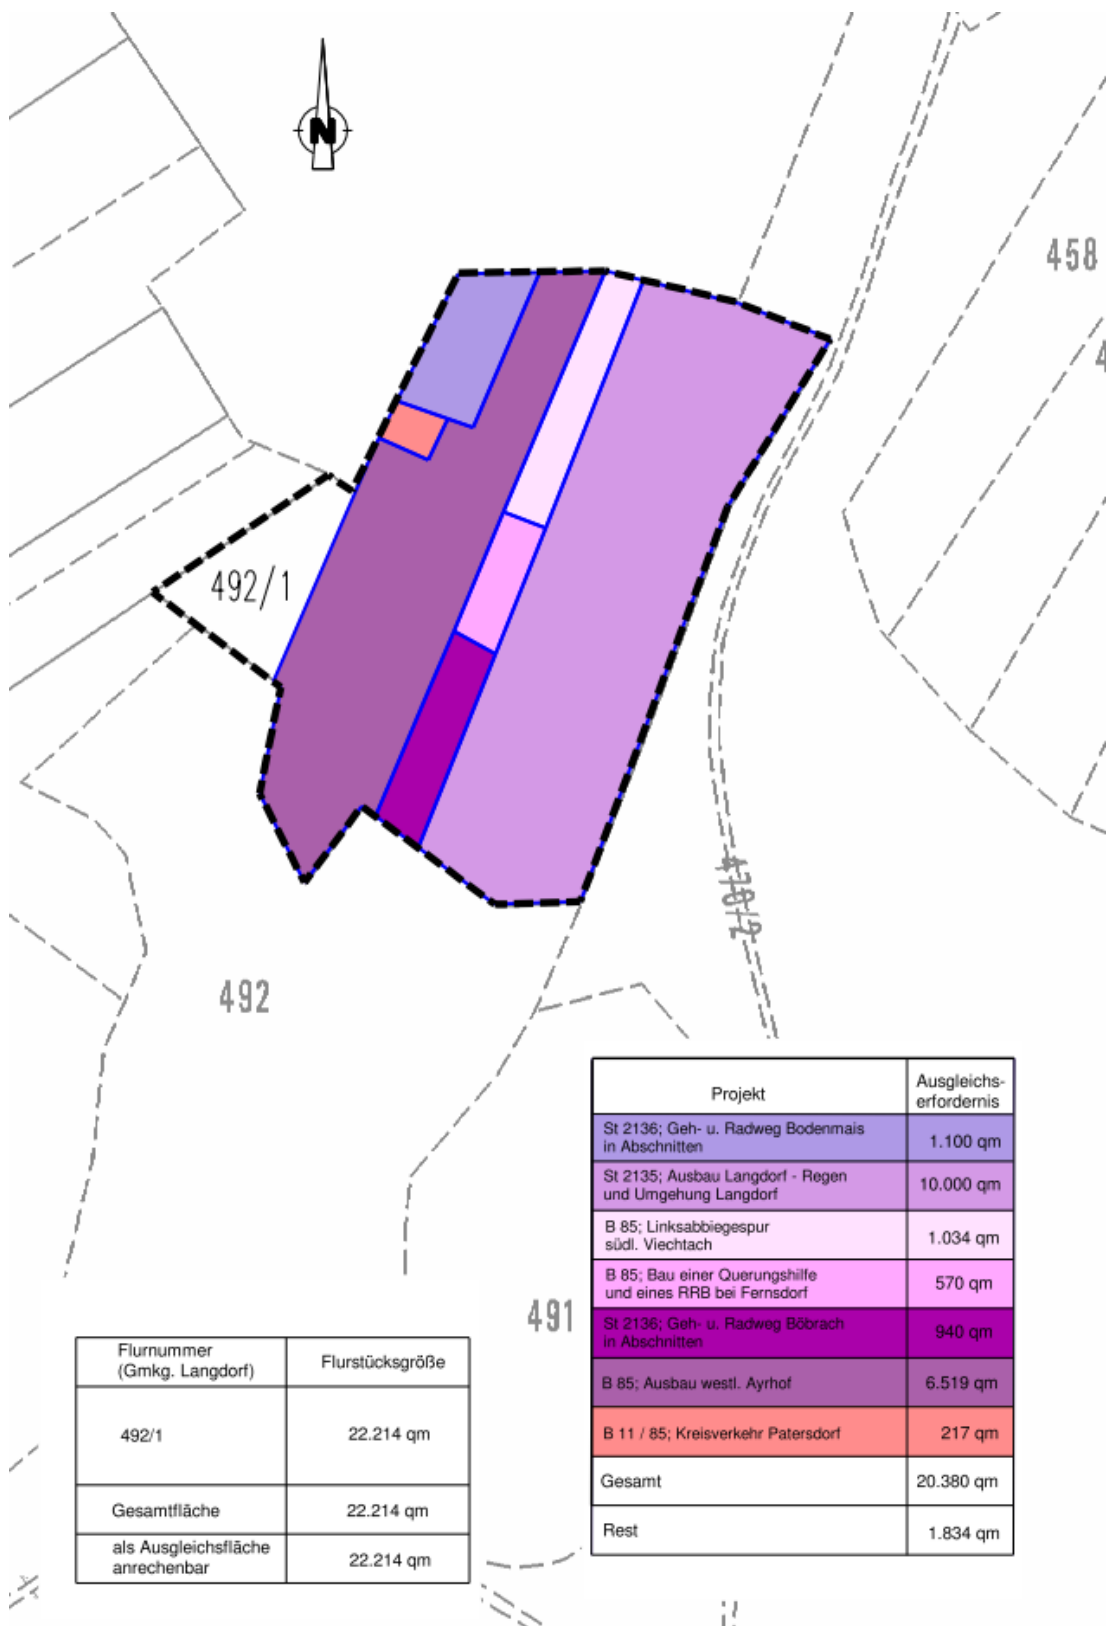 N
458
4
492/1
470/2
492
491
Projekt
Ausgleichs-
erfordernis
St 2136; Geh- u. Radweg Bodenmais
in Abschnitten
1.100 qm
St 2135; Ausbau Langdorf - Regen
und Umgehung Langdorf
10.000 qm
B 85; Linksabbiegespur
südl. Viechtach
1.034 qm
B 85; Bau einer Querungshilfe
und eines RRB bei Fernsdorf
570 qm
St 2136; Geh- u. Radweg Böbrach
in Abschnitten
940 qm
B 85; Ausbau westl. Ayrhof
6.519 qm
B 11 / 85; Kreisverkehr Patersdorf
217 qm
Gesamt
20.380 qm
Rest
1.834 qm
Flurnummer
(Gmkg. Langdorf)
Flurstücksgröße
492/1
22.214 qm
Gesamtfläche
22.214 qm
als Ausgleichsfläche
anrechenbar
22.214 qm